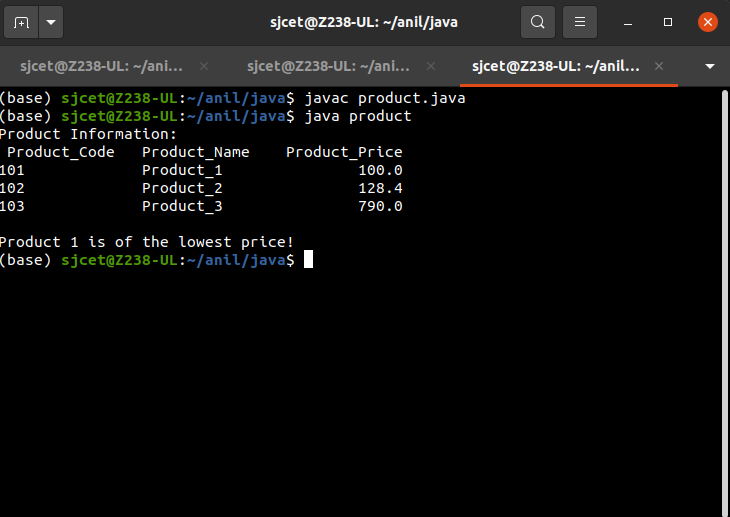 sjcet@Z238-UL: ~/anil/java
sjcet@Z238-UL: ~/ani... × sjcet@Z238-UL: ~/ani... × sjcet@Z238-UL: ~/anil... ×
(base) sjcet@Z238-UL:~/anil/java$ javac product.java
(base) sjcet@Z238-UL:~/anil/java$ java product
Product Information:
 Product_Code   Product_Name    Product_Price
101             Product_1               100.0
102             Product_2               128.4
103             Product_3               790.0

Product 1 is of the lowest price!
(base) sjcet@Z238-UL:~/anil/java$